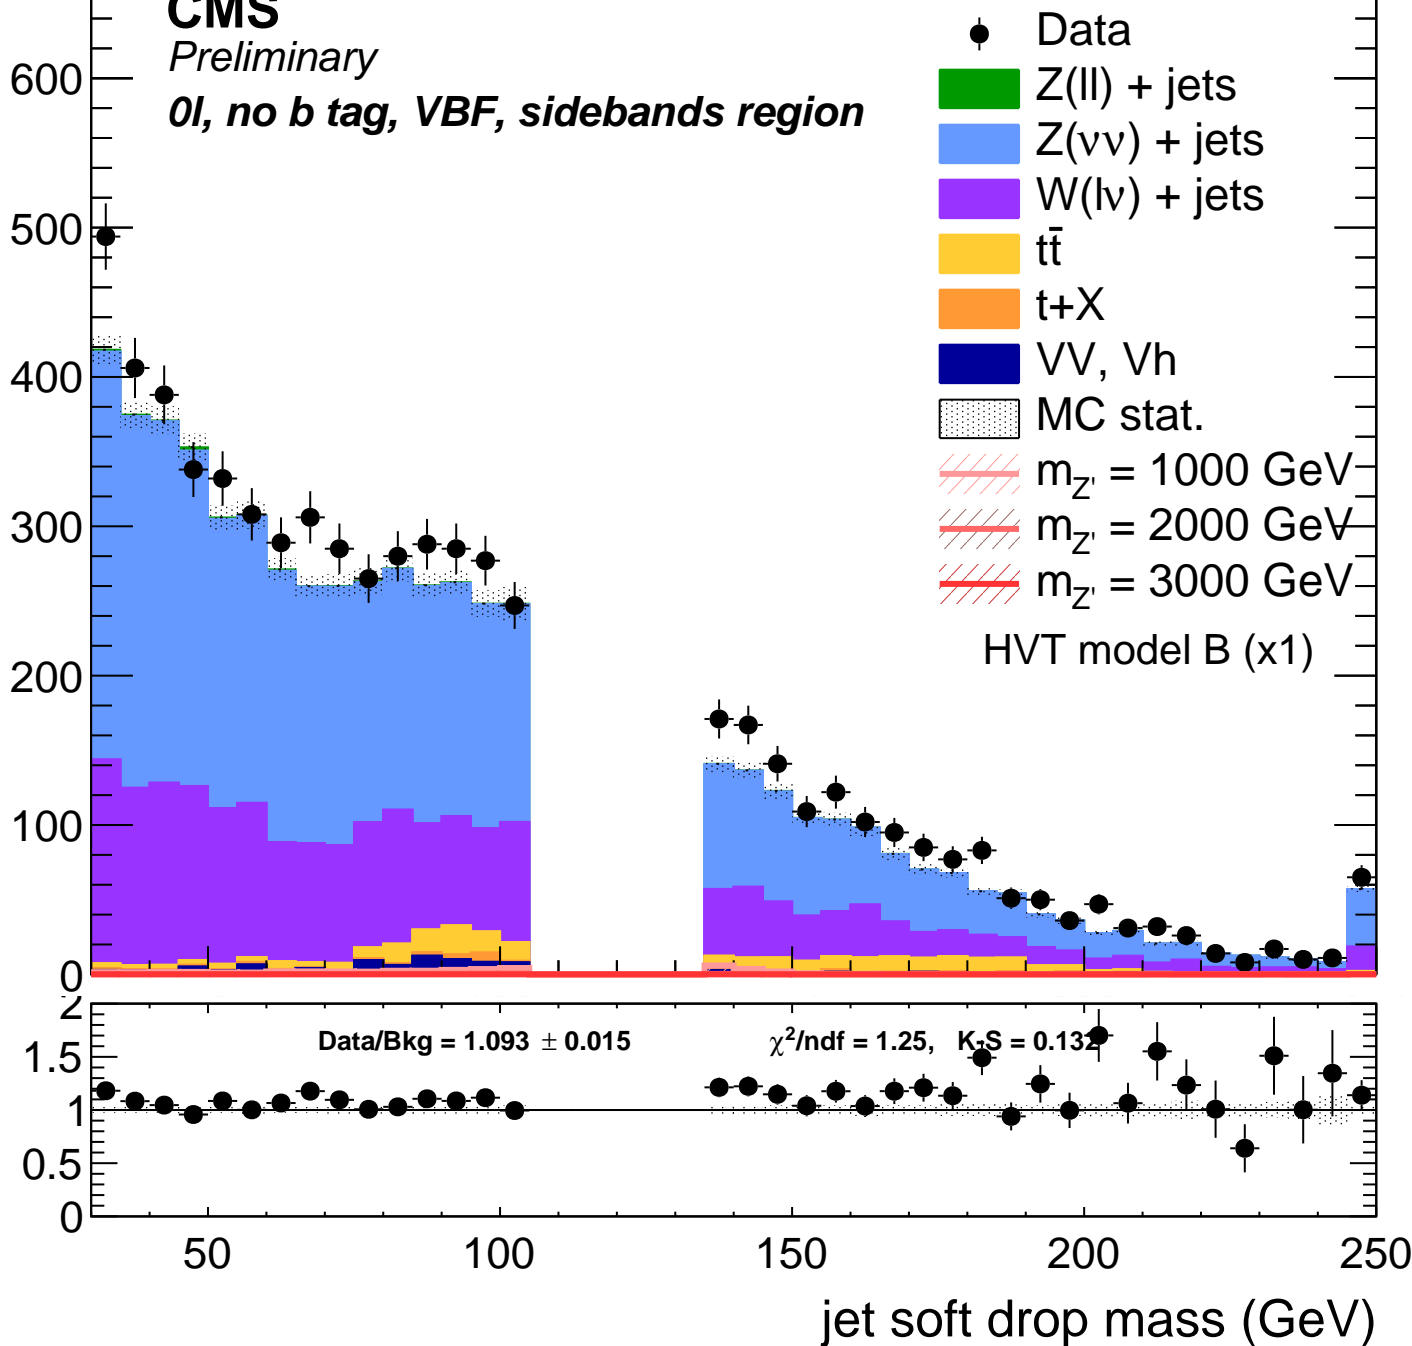 CMS
Preliminary
0l, no b tag, VBF, sidebands region
Data
Z(ll) + jets
Z(νν) + jets
W(lν) + jets
tt̄
t+X
VV, Vh
MC stat.
m_Z' = 1000 GeV
m_Z' = 2000 GeV
m_Z' = 3000 GeV
HVT model B (x1)
600
500
400
300
200
100
0
2
1.5
1
0.5
0
Data/Bkg = 1.093 ± 0.015
χ²/ndf = 1.25, K-S = 0.132
50 100 150 200 250
jet soft drop mass (GeV)